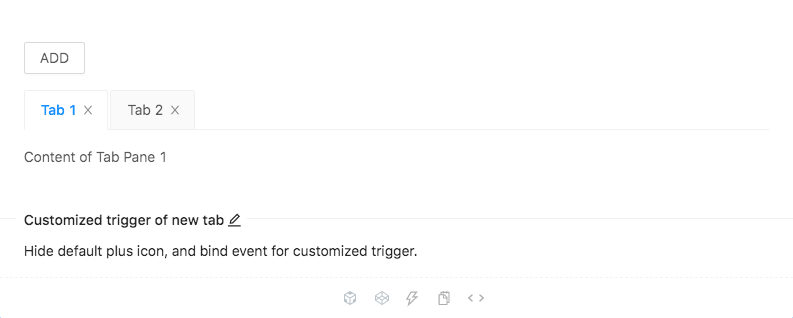 ADD
Tab 1 Tab 2
Content of Tab Pane 1
Customized trigger of new tab
Hide default plus icon, and bind event for customized trigger.